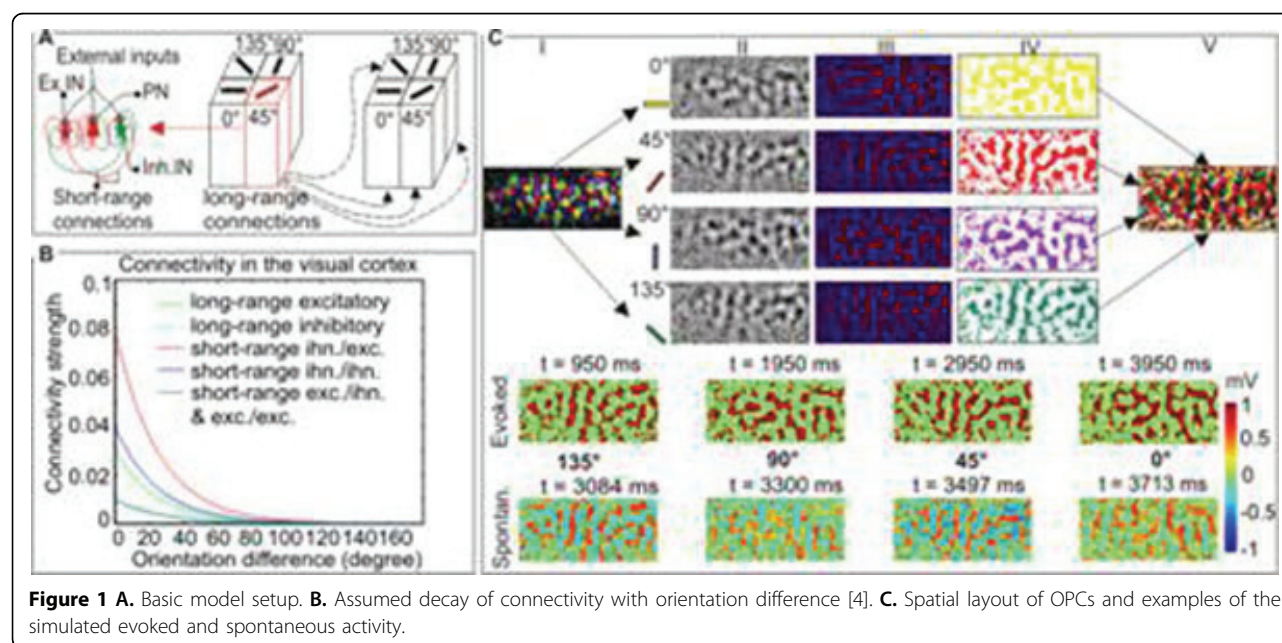 A
External inputs
Ex.IN
PN
Inh.IN
Short-range
connections
135°90°
0° 45°
long-range
connections
135°90°
0° 45°
B
Connectivity in the visual cortex
Connectivity strength
0.1
0.08
0.06
0.04
0.02
0
long-range excitatory
long-range inhibitory
short-range ihn./exc.
short-range ihn./ihn.
short-range exc./ihn.
& exc./exc.
0 20 40 60 80 100 120 140 160
Orientation difference (degree)
C
I II III IV V
0°
45°
90°
135
t = 950 ms t = 1950 ms t = 2950 ms t = 3950 ms
Evoked
135° 90° 45° 0°
t = 3084 ms t = 3300 ms t = 3497 ms t = 3713 ms
Spontan.
mV
1
0.5
0
-0.5
-1
Figure 1 A. Basic model setup. B. Assumed decay of connectivity with orientation difference [4]. C. Spatial layout of OPCs and examples of the
simulated evoked and spontaneous activity.